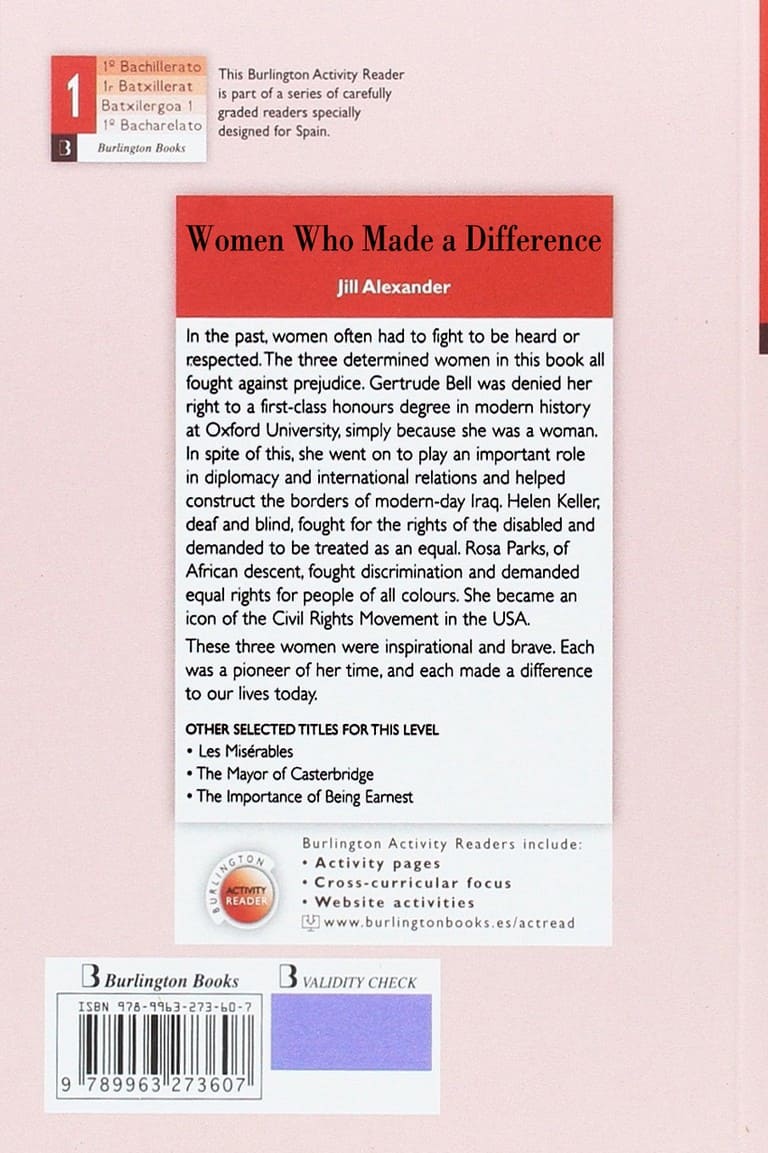 1
1º Bachillerato
1r Batxillerat
Batxilergoa 1
1º Bacharelato
B Burlington Books
This Burlington Activity Reader
is part of a series of carefully
graded readers specially
designed for Spain.
Women Who Made a Difference
Jill Alexander
In the past, women often had to fight to be heard or
respected. The three determined women in this book all
fought against prejudice. Gertrude Bell was denied her
right to a first-class honours degree in modern history
at Oxford University, simply because she was a woman.
In spite of this, she went on to play an important role
in diplomacy and international relations and helped
construct the borders of modern-day Iraq. Helen Keller,
deaf and blind, fought for the rights of the disabled and
demanded to be treated as an equal. Rosa Parks, of
African descent, fought discrimination and demanded
equal rights for people of all colours. She became an
icon of the Civil Rights Movement in the USA.
These three women were inspirational and brave. Each
was a pioneer of her time, and each made a difference
to our lives today.
OTHER SELECTED TITLES FOR THIS LEVEL
• Les Misérables
• The Mayor of Casterbridge
• The Importance of Being Earnest
BURLINGTON
ACTIVITY
READER
Burlington Activity Readers include:
• Activity pages
• Cross-curricular focus
• Website activities
www.burlingtonbooks.es/actread
B Burlington Books
B VALIDITY CHECK
ISBN 978-9963-273-60-7
9 789963 273607